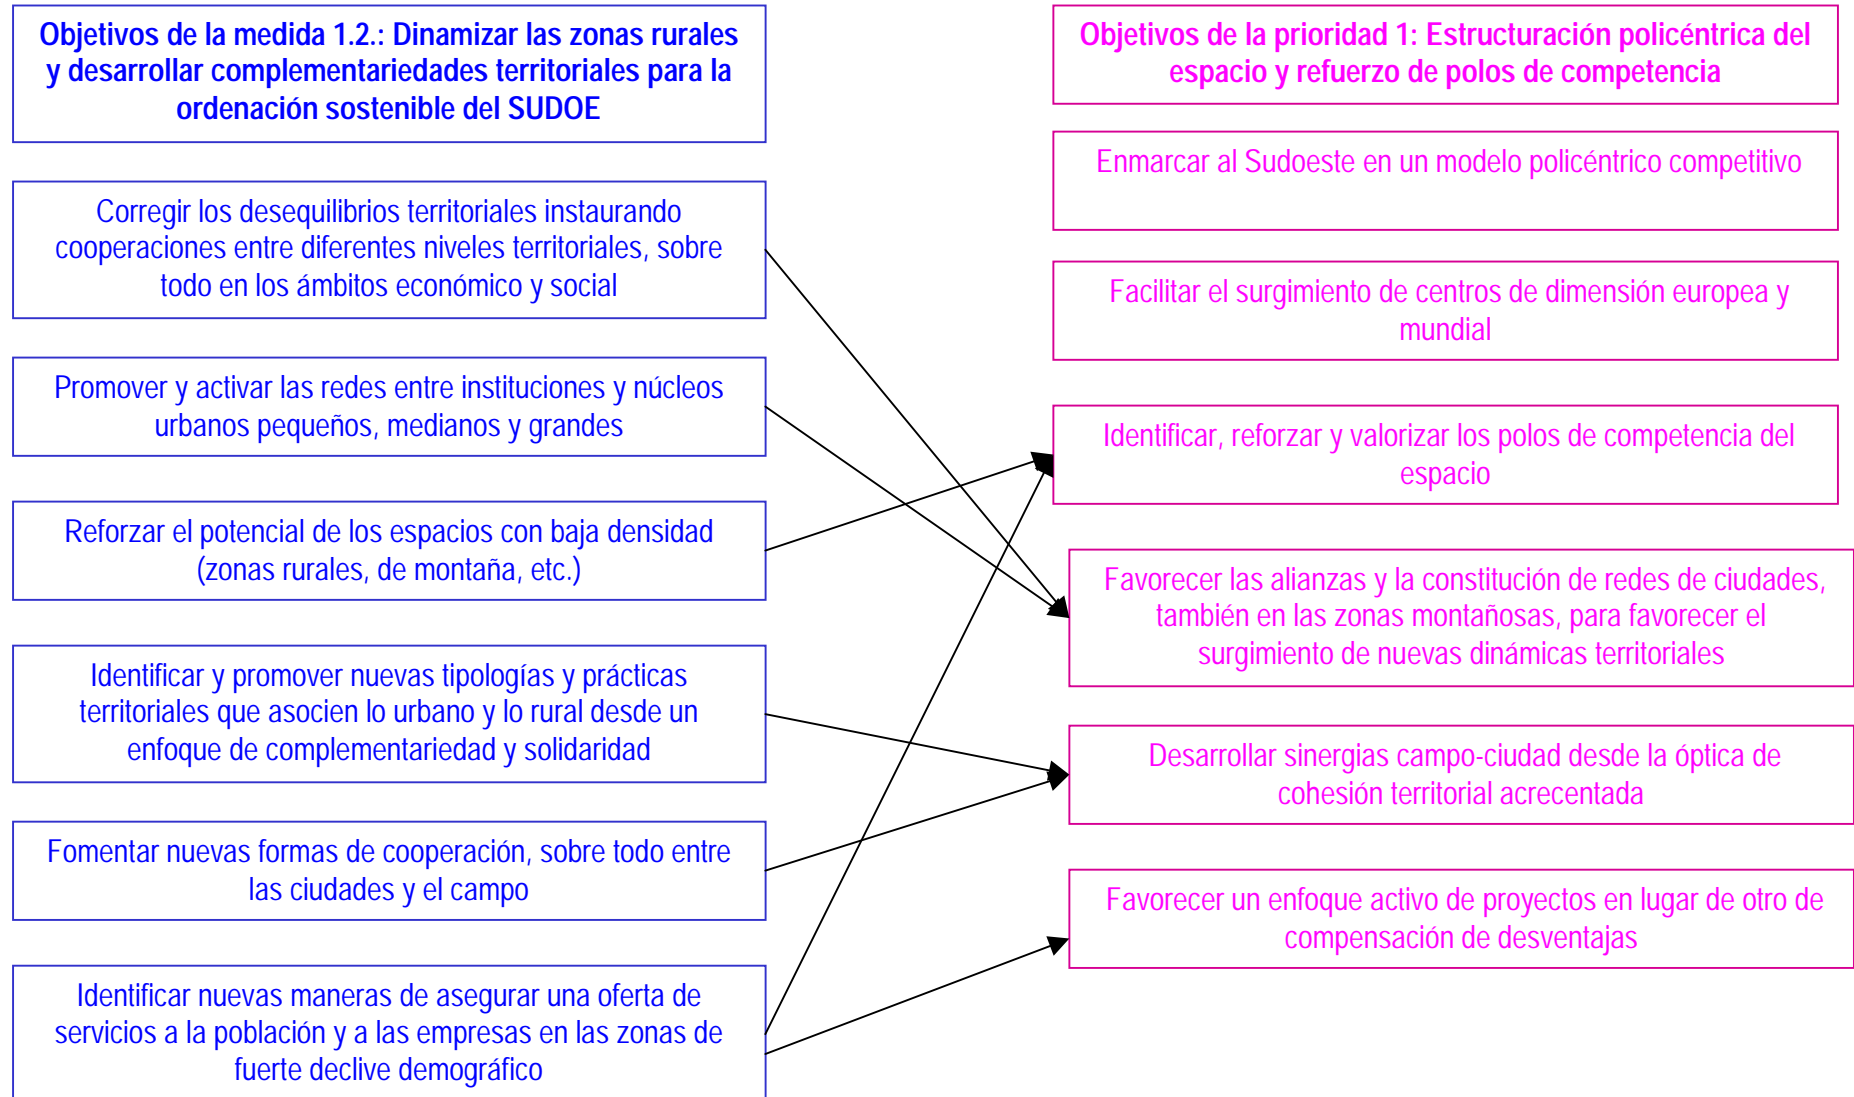 Objetivos de la medida 1.2.: Dinamizar las zonas rurales
y desarrollar complementariedades territoriales para la
ordenación sostenible del SUDOE
Corregir los desequilibrios territoriales instaurando
cooperaciones entre diferentes niveles territoriales, sobre
todo en los ámbitos económico y social
Promover y activar las redes entre instituciones y núcleos
urbanos pequeños, medianos y grandes
Reforzar el potencial de los espacios con baja densidad
(zonas rurales, de montaña, etc.)
Identificar y promover nuevas tipologías y prácticas
territoriales que asocien lo urbano y lo rural desde un
enfoque de complementariedad y solidaridad
Fomentar nuevas formas de cooperación, sobre todo entre
las ciudades y el campo
Identificar nuevas maneras de asegurar una oferta de
servicios a la población y a las empresas en las zonas de
fuerte declive demográfico
Objetivos de la prioridad 1: Estructuración policéntrica del
espacio y refuerzo de polos de competencia
Enmarcar al Sudoeste en un modelo policéntrico competitivo
Facilitar el surgimiento de centros de dimensión europea y
mundial
Identificar, reforzar y valorizar los polos de competencia del
espacio
Favorecer las alianzas y la constitución de redes de ciudades,
también en las zonas montañosas, para favorecer el
surgimiento de nuevas dinámicas territoriales
Desarrollar sinergias campo-ciudad desde la óptica de
cohesión territorial acrecentada
Favorecer un enfoque activo de proyectos en lugar de otro de
compensación de desventajas